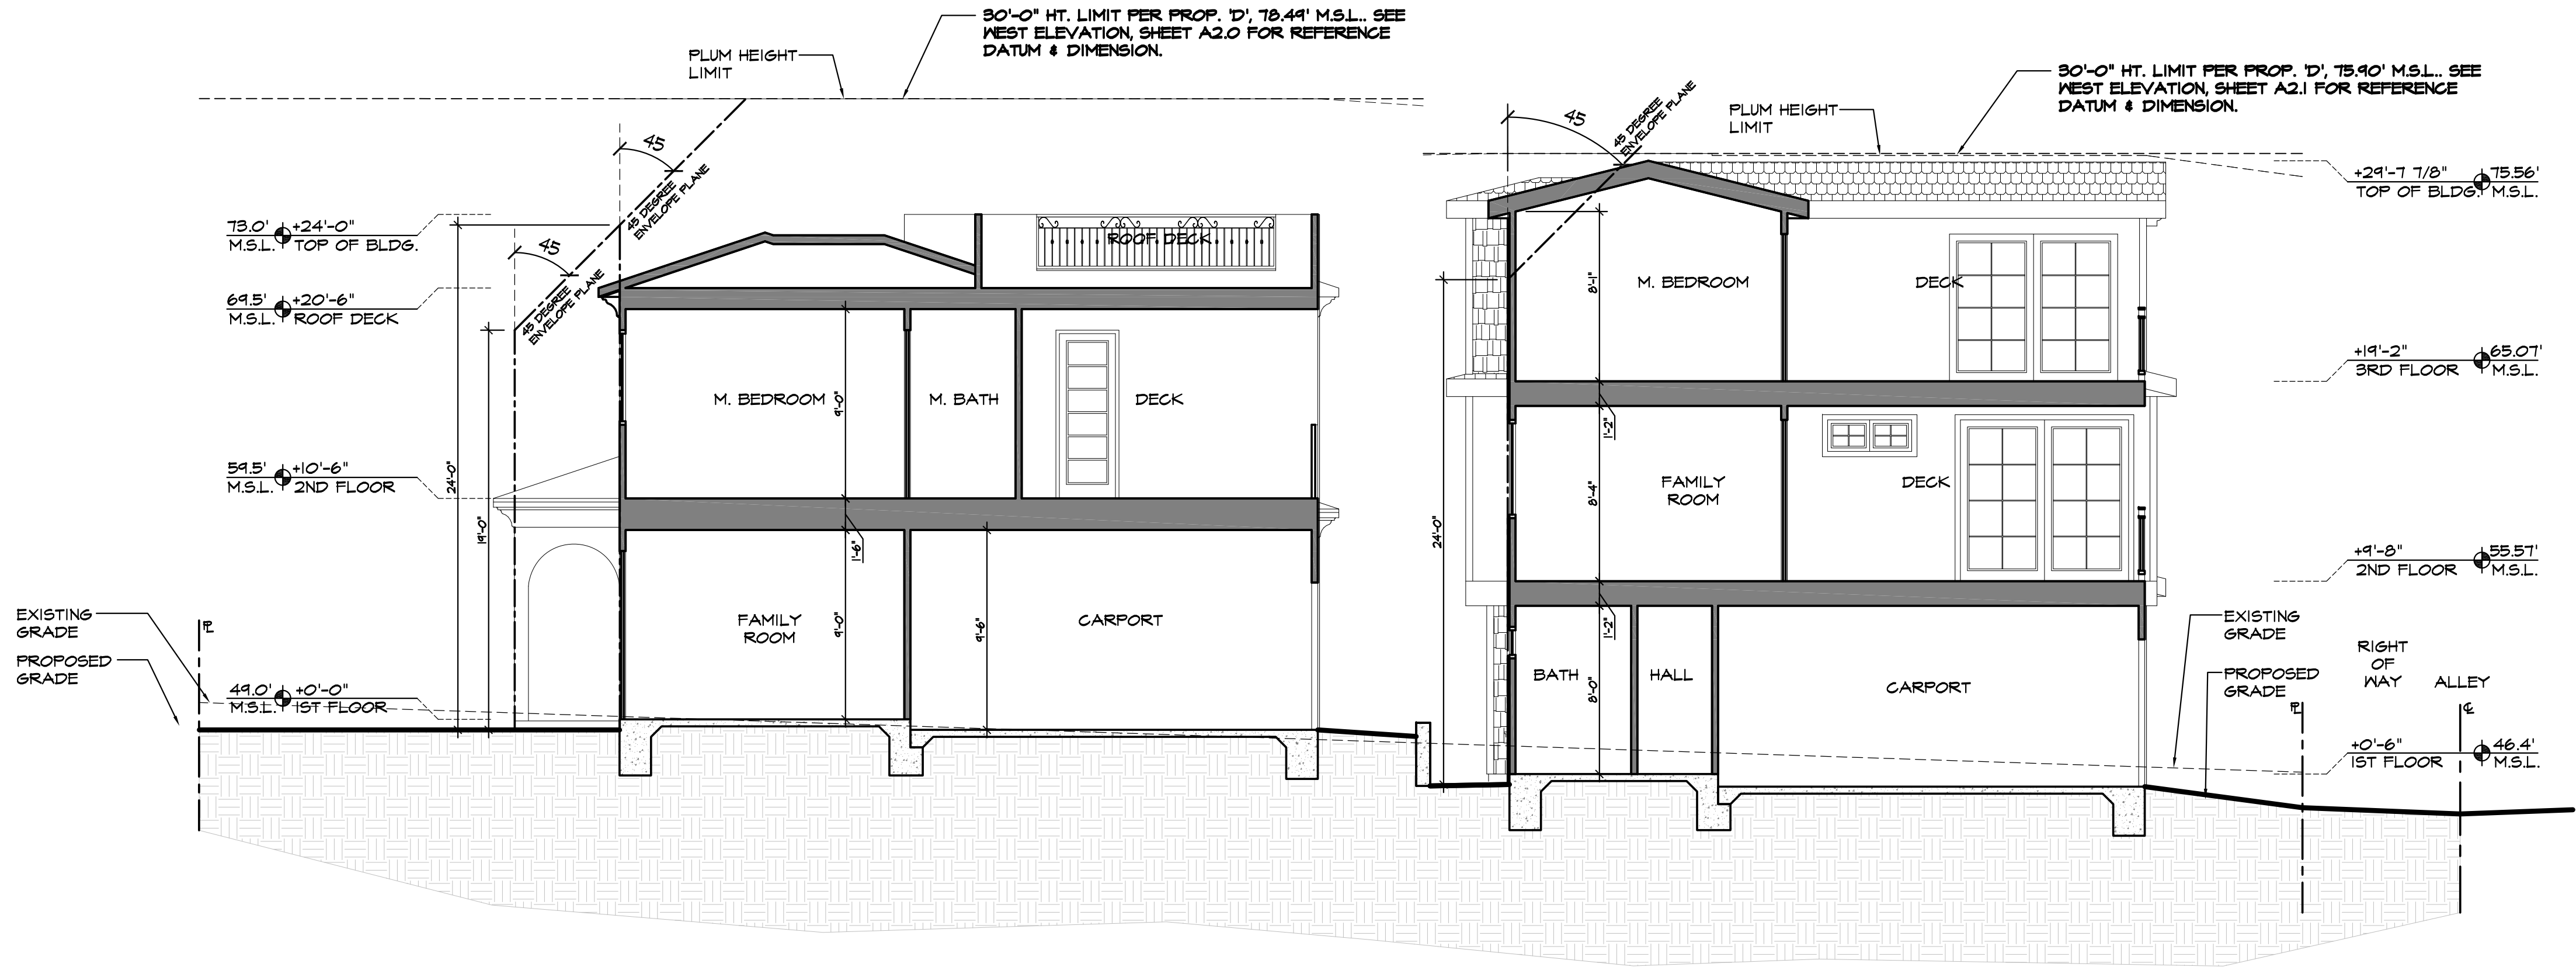 30'-0" HT. LIMIT PER PROP. 'D', 78.49' M.S.L.. SEE
WEST ELEVATION, SHEET A2.0 FOR REFERENCE
DATUM & DIMENSION.
PLUM HEIGHT
LIMIT
30'-0" HT. LIMIT PER PROP. 'D', 75.90' M.S.L.. SEE
WEST ELEVATION, SHEET A2.1 FOR REFERENCE
DATUM & DIMENSION.
PLUM HEIGHT
LIMIT
45
45 DEGREE
ENVELOPE PLANE
45
45 DEGREE
ENVELOPE PLANE
45
45 DEGREE
ENVELOPE PLANE
73.0' +24'-0"
M.S.L. TOP OF BLDG.
69.5' +20'-6"
M.S.L. ROOF DECK
59.5' +10'-6"
M.S.L. 2ND FLOOR
49.0' +0'-0"
M.S.L. 1ST FLOOR
EXISTING
GRADE
PROPOSED
GRADE
PL
24'-0"
19'-0"
ROOF DECK
M. BEDROOM
9'-0"
M. BATH
DECK
1'-6"
FAMILY
ROOM
9'-0"
9'-6"
CARPORT
24'-0"
8'-1"
M. BEDROOM
DECK
1'-2"
8'-4"
FAMILY
ROOM
DECK
1'-2"
BATH
8'-0"
HALL
CARPORT
+29'-7 7/8" 75.56'
TOP OF BLDG. M.S.L.
+19'-2" 65.07'
3RD FLOOR M.S.L.
+9'-8" 55.57'
2ND FLOOR M.S.L.
EXISTING
GRADE
PROPOSED
GRADE
RIGHT
OF
WAY
ALLEY
PL
CL
+0'-6" 46.4'
1ST FLOOR M.S.L.